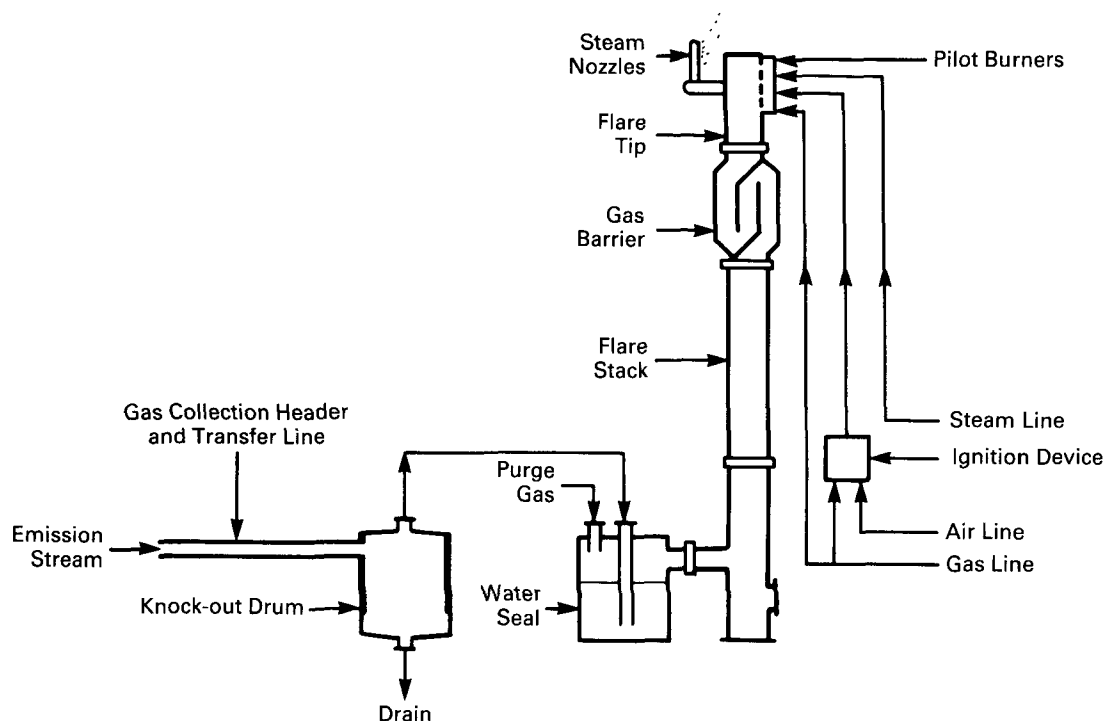 Steam
Nozzles
Pilot Burners
Flare
Tip
Gas
Barrier
Flare
Stack
Gas Collection Header
and Transfer Line
Steam Line
Ignition Device
Purge
Gas
Emission
Stream
Air Line
Gas Line
Knock-out Drum
Water
Seal
Drain